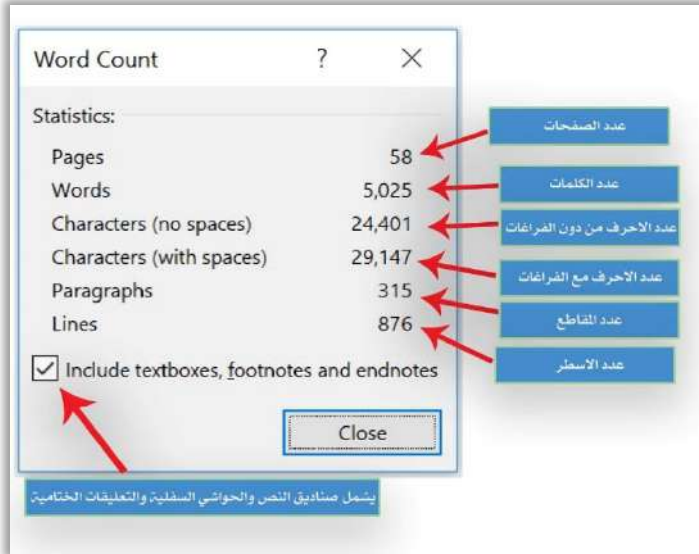 Word Count ? ×
Statistics:
Pages 58
عدد الصفحات
Words 5,025
عدد الكلمات
Characters (no spaces) 24,401
عدد الاحرف من دون الفراغات
Characters (with spaces) 29,147
عدد الاحرف مع الفراغات
Paragraphs 315
عدد المقاطع
Lines 876
عدد الاسطر
Include textboxes, footnotes and endnotes
Close
يشمل صناديق النص والحواشي السفلية والتعليقات الختامية